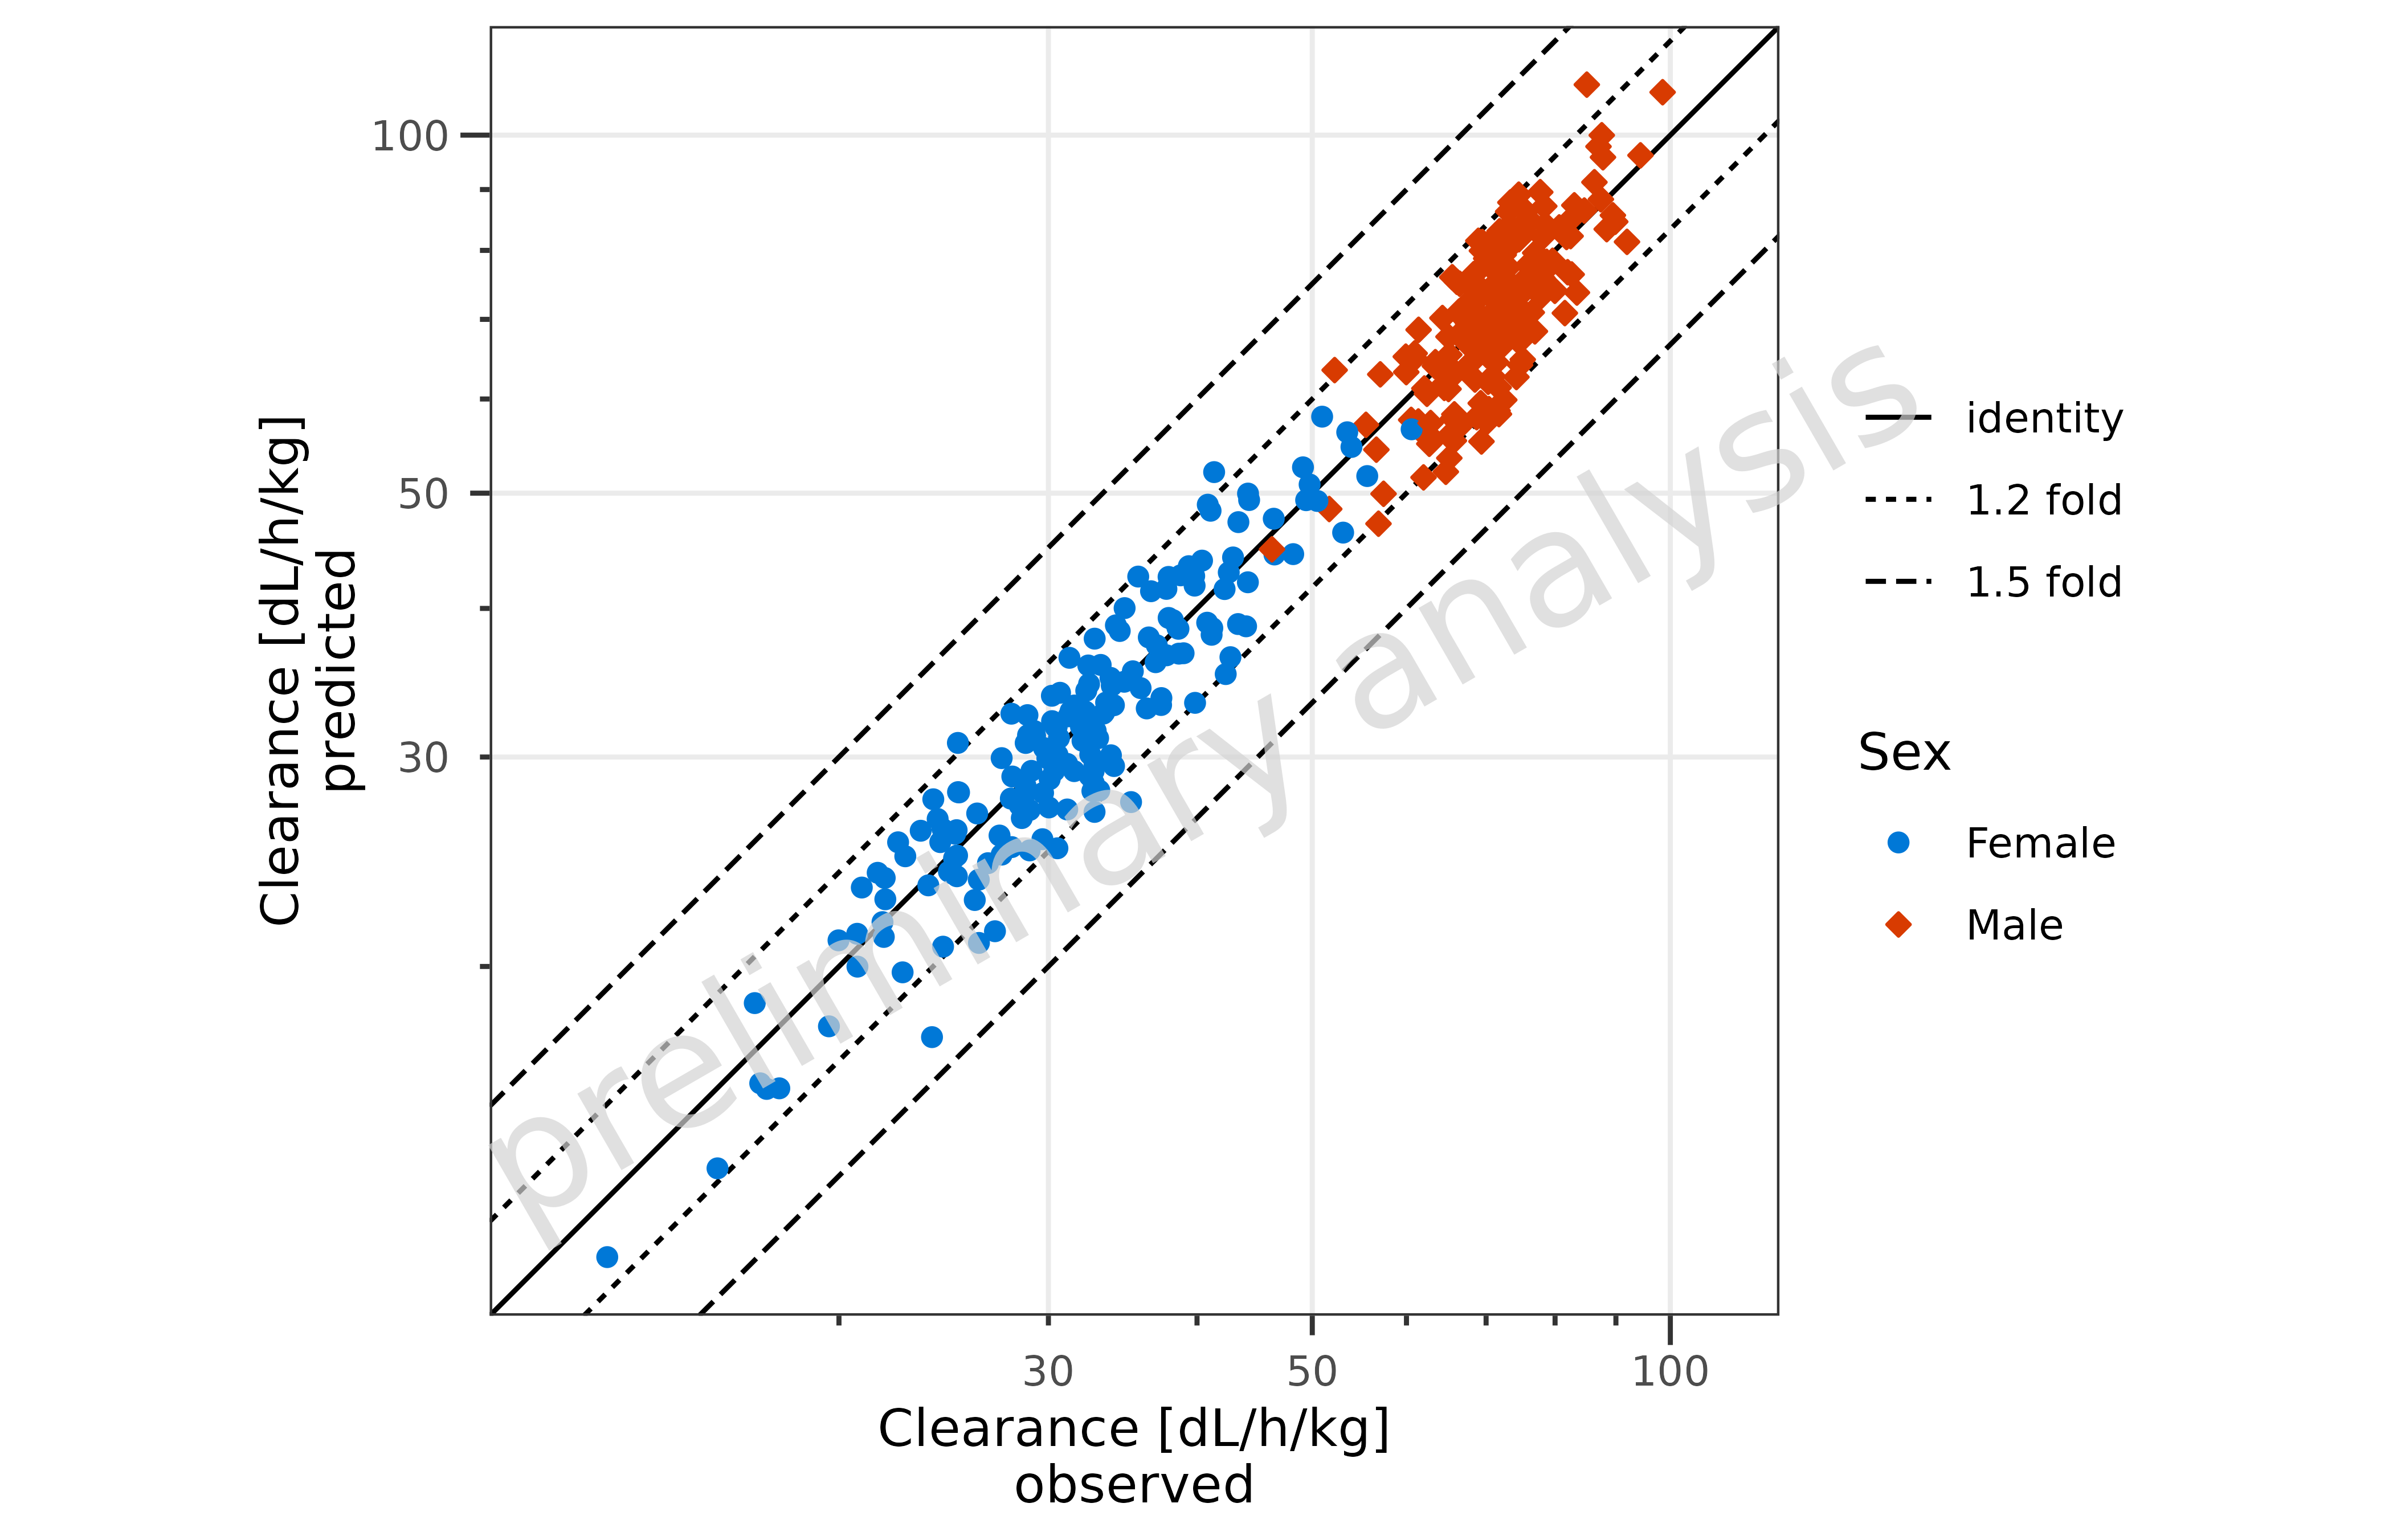 100
50
30
Clearance [dL/h/kg]
predicted
30
50
100
Clearance [dL/h/kg]
observed
identity
1.2 fold
1.5 fold
Sex
Female
Male
preliminary analysis